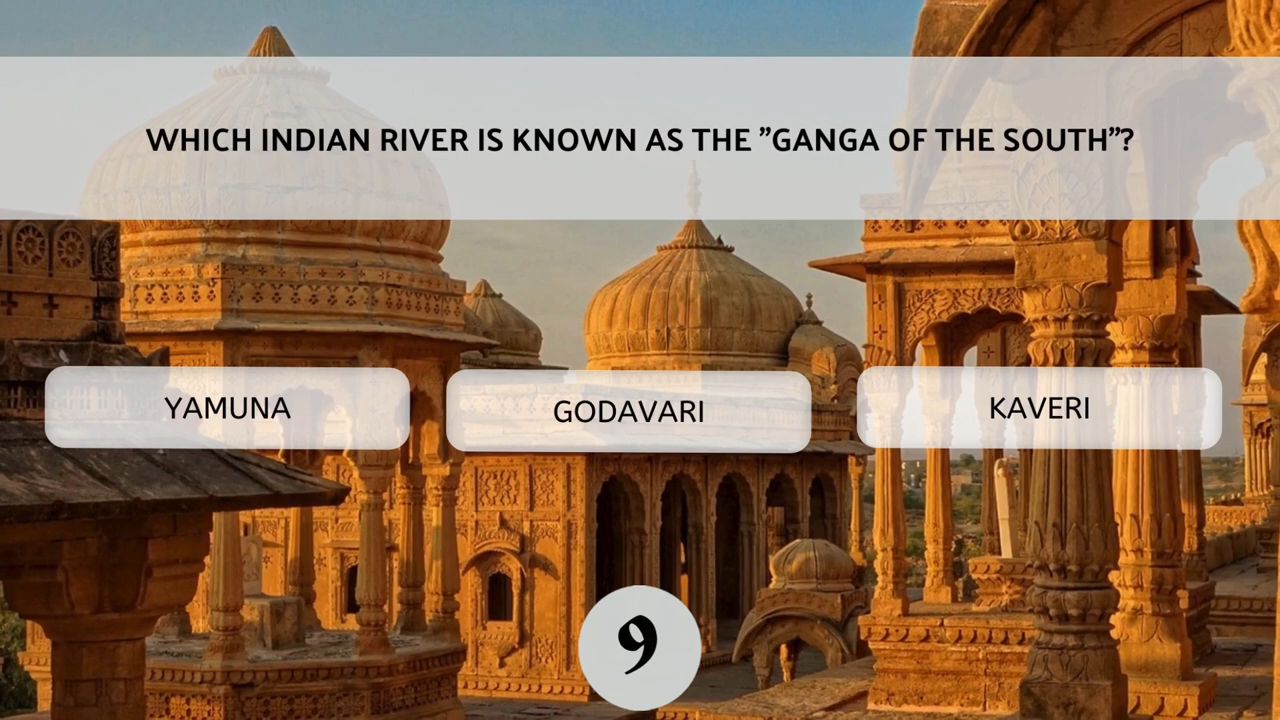 WHICH INDIAN RIVER IS KNOWN AS THE ”GANGA OF THE SOUTH”?
YAMUNA
GODAVARI
KAVERI
9